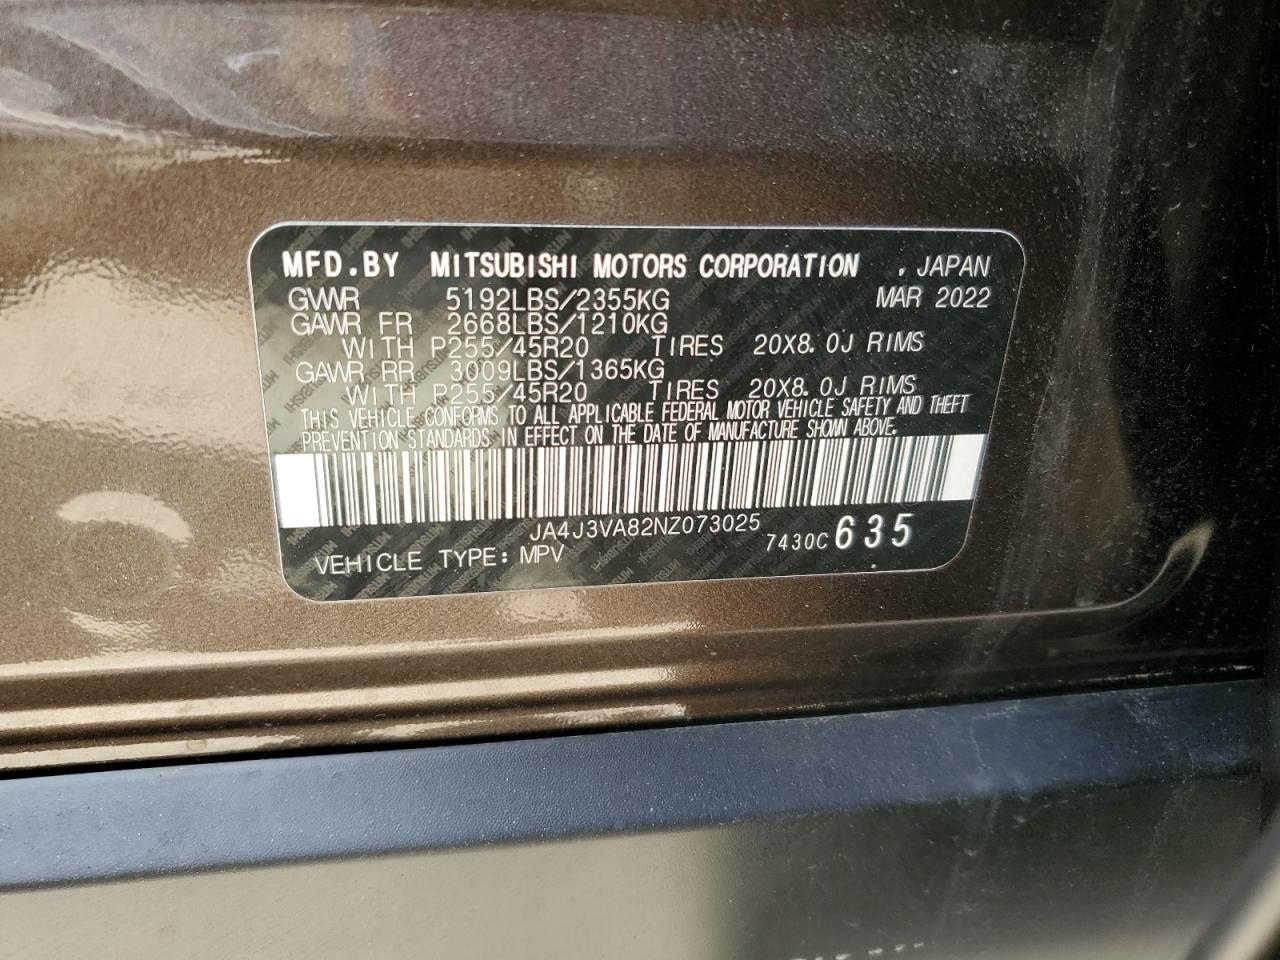 MFD.BY MITSUBISHI MOTORS CORPORATION , JAPAN
GVWR 5192LBS/2355KG MAR 2022
GAWR FR 2668LBS/1210KG
WITH P255/45R20 TIRES 20X8.0J RIMS
GAWR RR 3009LBS/1365KG
WITH P255/45R20 TIRES 20X8.0J RIMS
THIS VEHICLE CONFORMS TO ALL APPLICABLE FEDERAL MOTOR VEHICLE SAFETY AND THEFT
PREVENTION STANDARDS IN EFFECT ON THE DATE OF MANUFACTURE SHOWN ABOVE.
JA4J3VA82NZ073025
VEHICLE TYPE: MPV 7430C 635